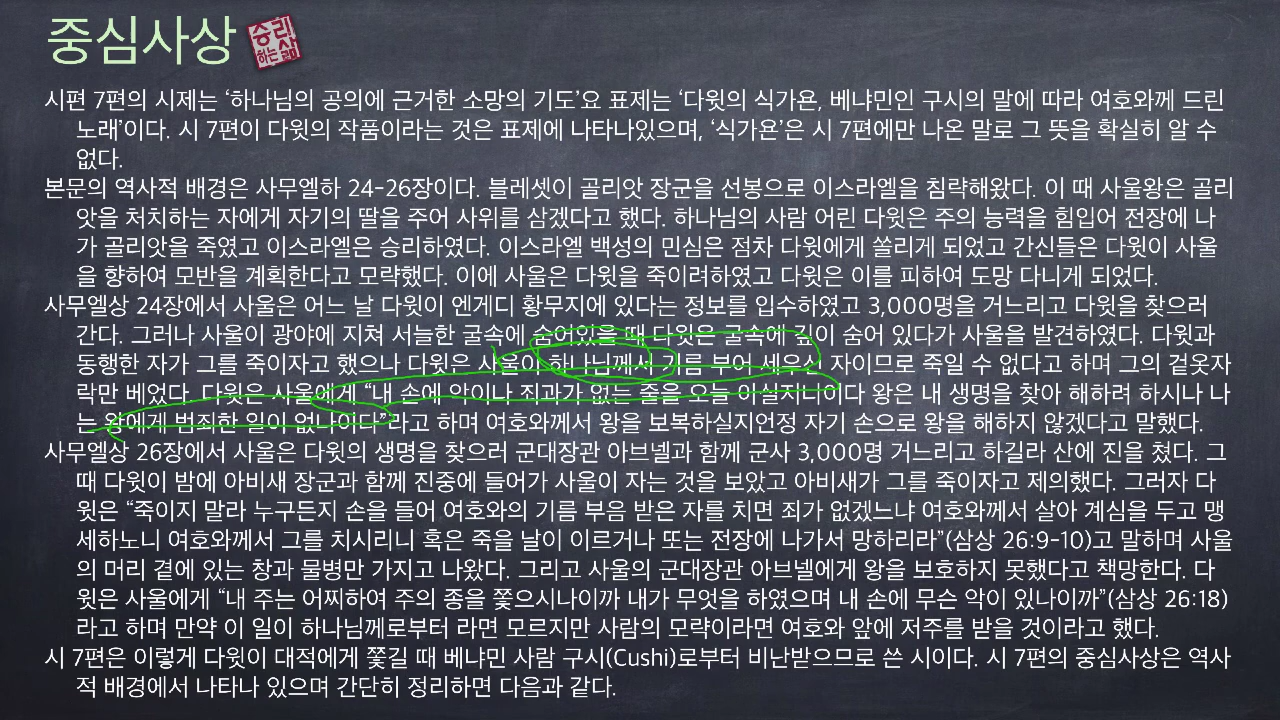 중심사상
승리하는 삶
시편 7편의 시제는 ‘하나님의 공의에 근거한 소망의 기도’요 표제는 ‘다윗의 식가욘, 베냐민인 구시의 말에 따라 여호와께 드린
노래’이다. 시 7편이 다윗의 작품이라는 것은 표제에 나타나있으며, ‘식가욘’은 시 7편에만 나온 말로 그 뜻을 확실히 알 수
없다.
본문의 역사적 배경은 사무엘하 24-26장이다. 블레셋이 골리앗 장군을 선봉으로 이스라엘을 침략해왔다. 이 때 사울왕은 골리
앗을 처치하는 자에게 자기의 딸을 주어 사위를 삼겠다고 했다. 하나님의 사람 어린 다윗은 주의 능력을 힘입어 전장에 나
가 골리앗을 죽였고 이스라엘은 승리하였다. 이스라엘 백성의 민심은 점차 다윗에게 쏠리게 되었고 간신들은 다윗이 사울
을 향하여 모반을 계획한다고 모략했다. 이에 사울은 다윗을 죽이려하였고 다윗은 이를 피하여 도망 다니게 되었다.
사무엘상 24장에서 사울은 어느 날 다윗이 엔게디 황무지에 있다는 정보를 입수하였고 3,000명을 거느리고 다윗을 찾으러
간다. 그러나 사울이 광야에 지쳐 서늘한 굴속에 숨어있을 때 다윗은 굴속에 깊이 숨어 있다가 사울을 발견하였다. 다윗과
동행한 자가 그를 죽이자고 했으나 다윗은 사울이 하나님께서 기름 부어 세우신 자이므로 죽일 수 없다고 하며 그의 겉옷자
락만 베었다. 다윗은 사울에게 “내 손에 악이나 죄과가 없는 줄을 오늘 아실지니이다 왕은 내 생명을 찾아 해하려 하시나 나
는 왕에게 범죄한 일이 없나이다”라고 하며 여호와께서 왕을 보복하실지언정 자기 손으로 왕을 해하지 않겠다고 말했다.
사무엘상 26장에서 사울은 다윗의 생명을 찾으러 군대장관 아브넬과 함께 군사 3,000명 거느리고 하길라 산에 진을 쳤다. 그
때 다윗이 밤에 아비새 장군과 함께 진중에 들어가 사울이 자는 것을 보았고 아비새가 그를 죽이자고 제의했다. 그러자 다
윗은 “죽이지 말라 누구든지 손을 들어 여호와의 기름 부음 받은 자를 치면 죄가 없겠느냐 여호와께서 살아 계심을 두고 맹
세하노니 여호와께서 그를 치시리니 혹은 죽을 날이 이르거나 또는 전장에 나가서 망하리라”(삼상 26:9-10)고 말하며 사울
의 머리 곁에 있는 창과 물병만 가지고 나왔다. 그리고 사울의 군대장관 아브넬에게 왕을 보호하지 못했다고 책망한다. 다
윗은 사울에게 “내 주는 어찌하여 주의 종을 쫓으시나이까 내가 무엇을 하였으며 내 손에 무슨 악이 있나이까”(삼상 26:18)
라고 하며 만약 이 일이 하나님께로부터 라면 모르지만 사람의 모략이라면 여호와 앞에 저주를 받을 것이라고 했다.
시 7편은 이렇게 다윗이 대적에게 쫓길 때 베냐민 사람 구시(Cushi)로부터 비난받으므로 쓴 시이다. 시 7편의 중심사상은 역사
적 배경에서 나타나 있으며 간단히 정리하면 다음과 같다.